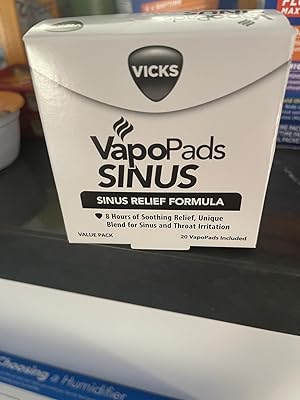 VICKS
VapoPads
SINUS
SINUS RELIEF FORMULA
8 Hours of Soothing Relief, Unique
Blend for Sinus and Throat Irritation
VALUE PACK
20 VapoPads Included
Choosing a Humidifier
MAX